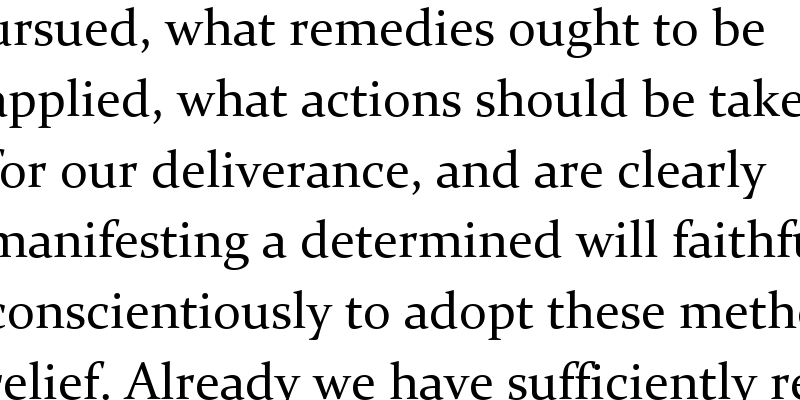 ursued, what remedies ought to be
applied, what actions should be take
for our deliverance, and are clearly
manifesting a determined will faithfu
conscientiously to adopt these metho
relief. Already we have sufficiently re